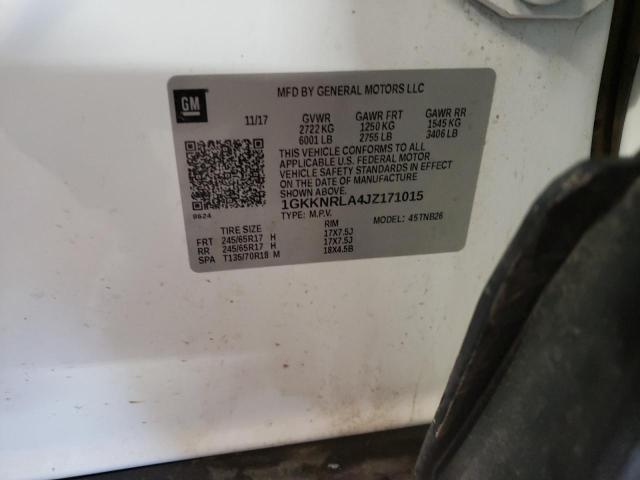 MFD BY GENERAL MOTORS LLC
GM
11/17 GVWR GAWR FRT GAWR RR
2722 KG 1250 KG 1545 KG
6001 LB 2755 LB 3406 LB
THIS VEHICLE CONFORMS TO ALL
APPLICABLE U.S. FEDERAL MOTOR
VEHICLE SAFETY STANDARDS IN EFFECT
ON THE DATE OF MANUFACTURE
SHOWN ABOVE.
1GKKNRLA4JZ171015
0624 TYPE: M.P.V. MODEL: 4STNB26
TIRE SIZE RIM
FRT 245/65R17 H 17X7.5J
RR 245/65R17 H 17X7.5J
SPA T135/70R18 M 18X4.5B